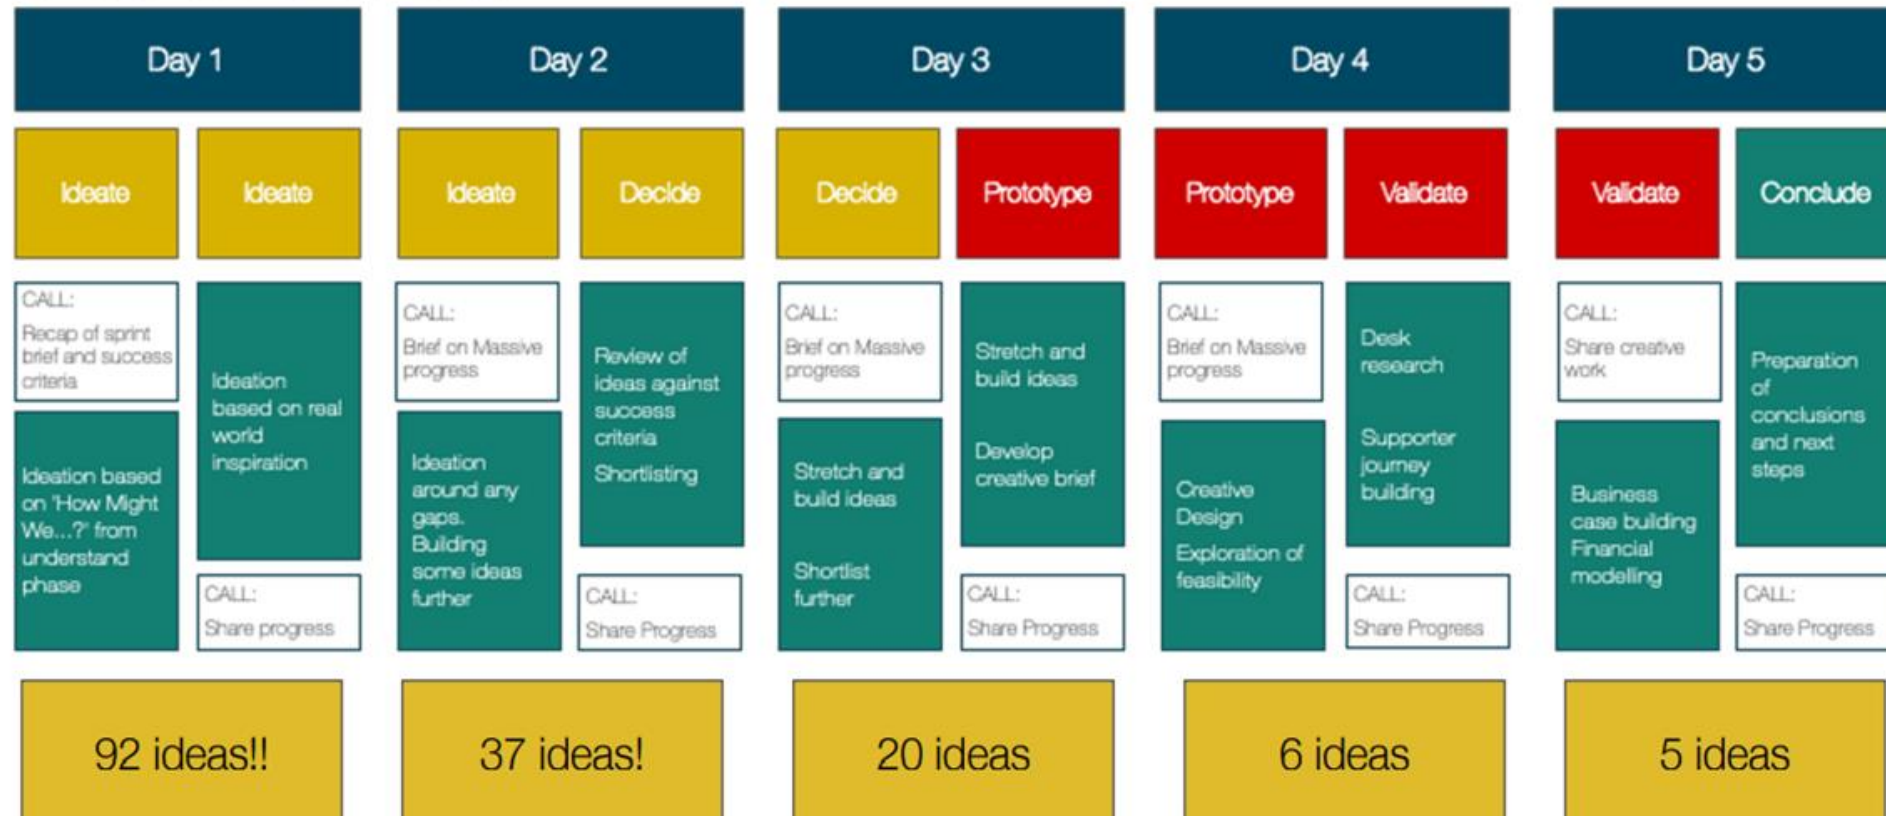 Day 1
Day 2
Day 3
Day 4
Day 5
Ideate
Ideate
Ideate
Decide
Decide
Prototype
Prototype
Validate
Validate
Conclude
CALL:
Recap of sprint
brief and success
criteria
Ideation based
on 'How Might
We...?' from
understand
phase
Ideation
based on real
world
inspiration
CALL:
Share progress
CALL:
Brief on Massive
progress
Ideation
around any
gaps.
Building
some ideas
further
Review of
ideas against
success
criteria
Shortlisting
CALL:
Share Progress
CALL:
Brief on Massive
progress
Stretch and
build ideas
Shortlist
further
Stretch and
build ideas
Develop
creative brief
CALL:
Share Progress
CALL:
Brief on Massive
progress
Creative
Design
Exploration of
feasibility
Desk
research
Supporter
journey
building
CALL:
Share Progress
CALL:
Share creative
work
Business
case building
Financial
modelling
Preparation
of
conclusions
and next
steps
CALL:
Share Progress
92 ideas!!
37 ideas!
20 ideas
6 ideas
5 ideas